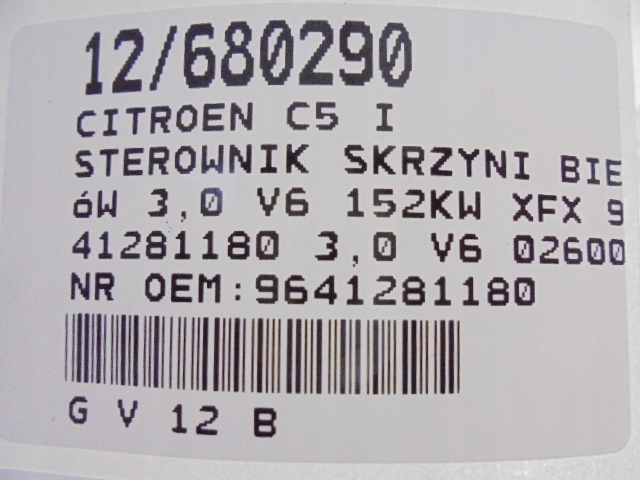 12/680290
CITROEN C5 I
STEROWNIK SKRZYNI BIE
óW 3,0 V6 152KW XFX 9
41281180 3,0 V6 02600
NR OEM:9641281180
G V 12 B